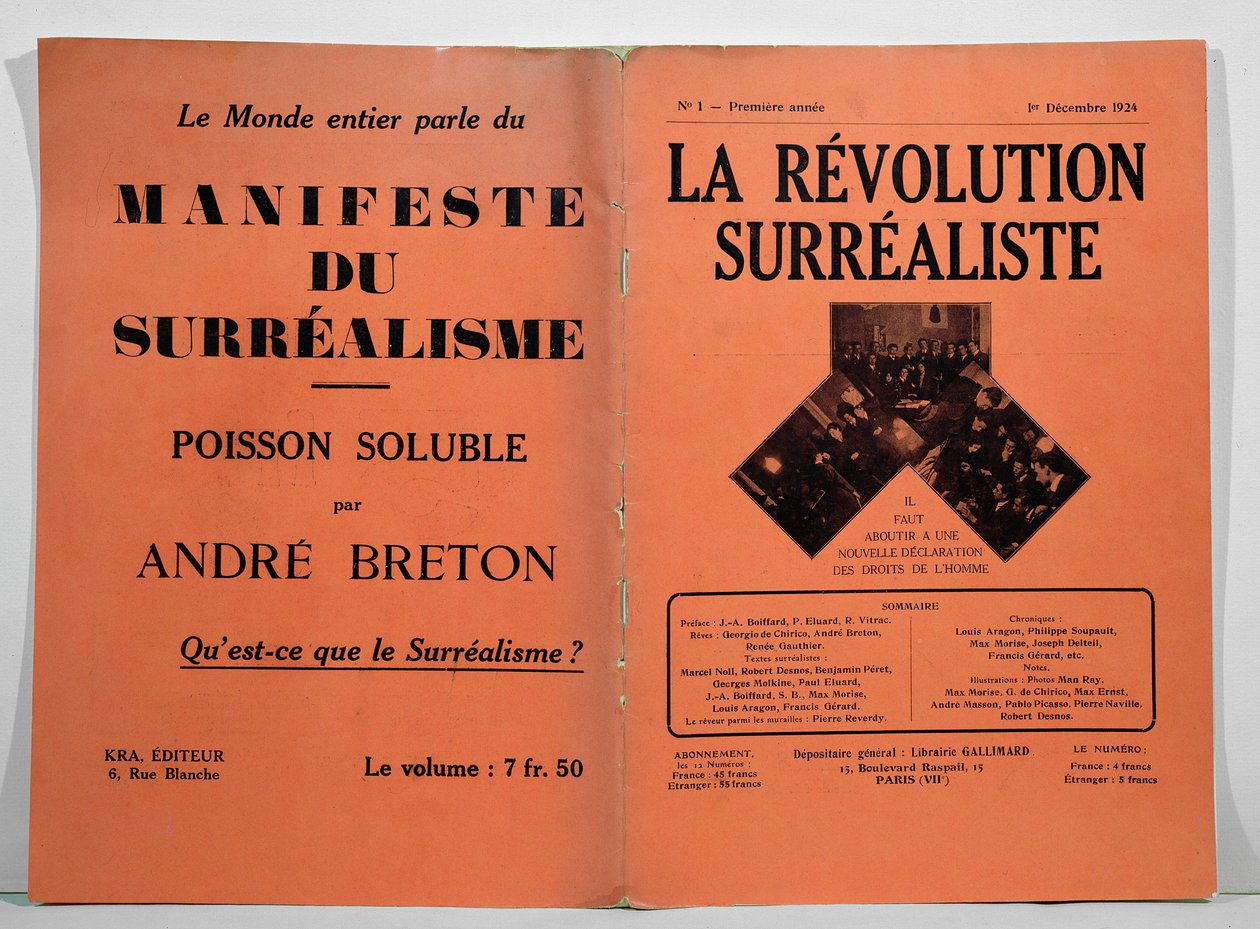 Le Monde entier parle du
MANIFESTE
DU
SURRÉALISME
POISSON SOLUBLE
par
ANDRÉ BRETON
Qu'est-ce que le Surréalisme ?
KRA, ÉDITEUR
6, Rue Blanche
Le volume : 7 fr. 50
No 1 — Première année
1er Décembre 1924
LA RÉVOLUTION
SURRÉALISTE
IL
FAUT
ABOUTIR A UNE
NOUVELLE DÉCLARATION
DES DROITS DE L'HOMME
SOMMAIRE
Préface : J.-A. Boiffard, P. Eluard, R. Vitrac.
Rêves : Georgio de Chirico, André Breton,
Renée Gauthier.
Textes surréalistes :
Marcel Noll, Robert Desnos, Benjamin Péret,
Georges Molkine, Paul Eluard,
J.-A. Boiffard, S. B., Max Morise,
Louis Aragon, Francis Gérard.
Le rêveur parmi les murailles : Pierre Reverdy.
Chroniques :
Louis Aragon, Philippe Soupault,
Max Morise, Joseph Delteil,
Francis Gérard, etc.
Notes.
Illustrations : Photos Man Ray.
Max Morise, G. de Chirico, Max Ernst,
André Masson, Pablo Picasso, Pierre Naville,
Robert Desnos.
ABONNEMENT,
les 12 Numéros :
France : 45 francs
Etranger : 55 francs
Dépositaire général : Librairie GALLIMARD
15, Boulevard Raspail, 15
PARIS (VIIe)
LE NUMÉRO :
France : 4 francs
Étranger : 5 francs